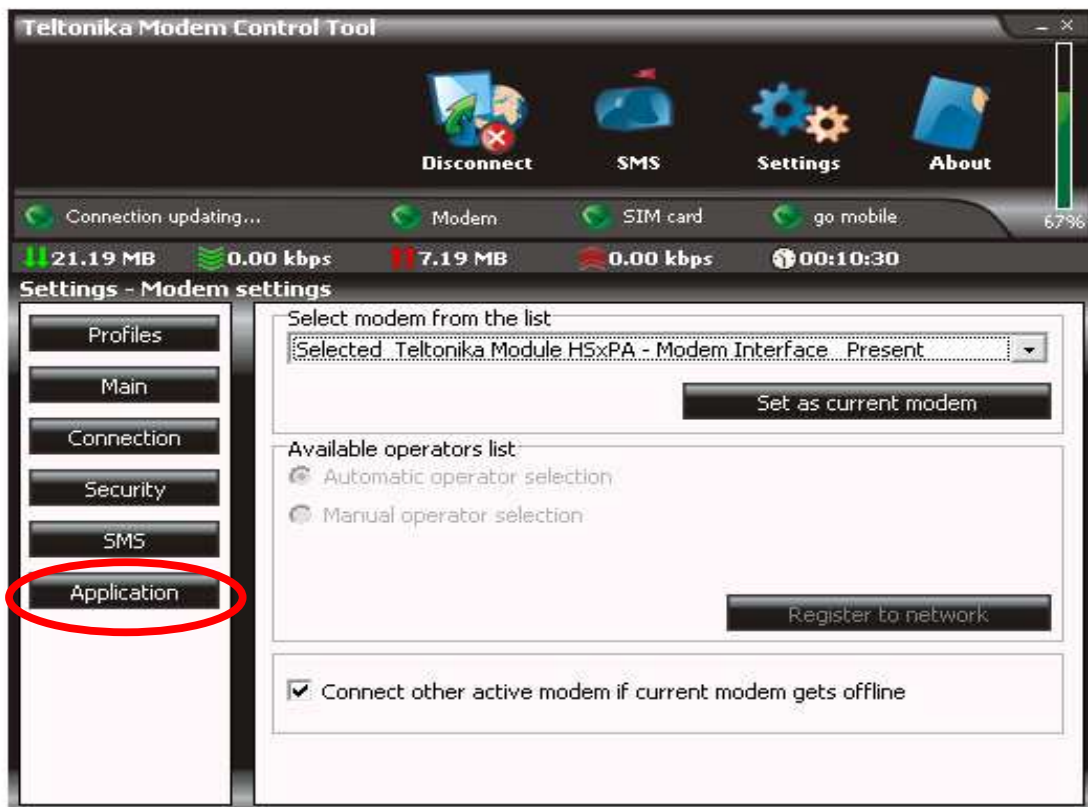 Teltonika Modem Control Tool
Disconnect SMS Settings About
Connection updating... Modem SIM card go mobile 67%
21.19 MB 0.00 kbps 7.19 MB 0.00 kbps 00:10:30
Settings - Modem settings
Profiles
Main
Connection
Security
SMS
Application
Select modem from the list
Selected Teltonika Module HSxPA - Modem Interface Present
Set as current modem
Available operators list
Automatic operator selection
Manual operator selection
Register to network
Connect other active modem if current modem gets offline